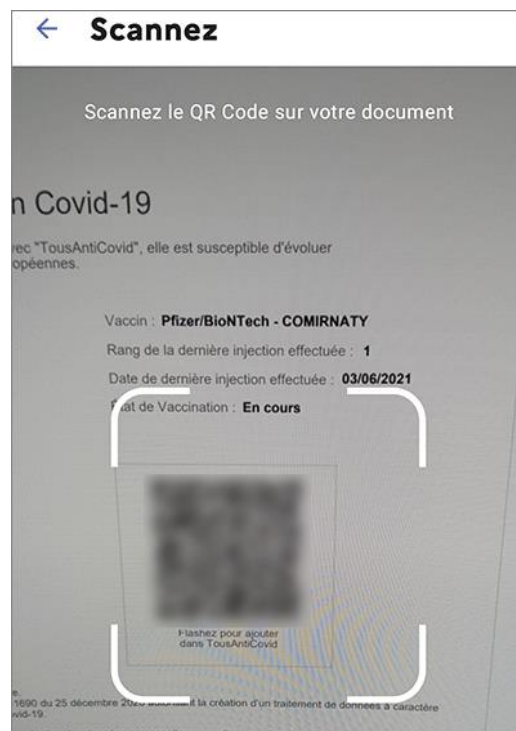 Scannez
Scannez le QR Code sur votre document
n Covid-19
rec "TousAntiCovid", elle est susceptible d'évoluer
opéennes.
Vaccin : Pfizer/BioNTech - COMIRNATY
Rang de la dernière injection effectuée : 1
Date de dernière injection effectuée : 03/06/2021
État de Vaccination : En cours
Flashez pour ajouter
dans TousAntiCovid
e.
1690 du 25 décembre 2020 autorisant la création d'un traitement de données à caractère
vid-19.